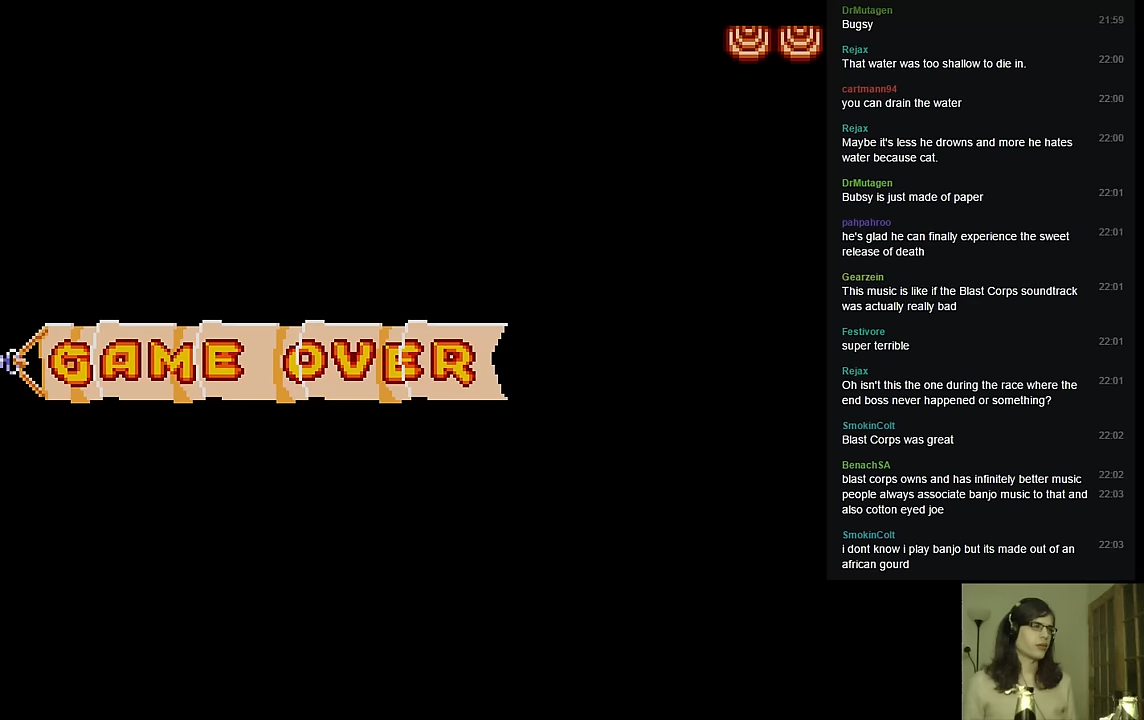 DrMutagen
Bugsy
21:59
Rejax
That water was too shallow to die in.
22:00
cartmann94
you can drain the water
22:00
Rejax
Maybe it's less he drowns and more he hates
water because cat.
22:00
DrMutagen
Bubsy is just made of paper
22:01
pahpahroo
he's glad he can finally experience the sweet
release of death
22:01
Gearzein
This music is like if the Blast Corps soundtrack
was actually really bad
22:01
Festivore
super terrible
22:01
Rejax
Oh isn't this the one during the race where the
end boss never happened or something?
22:01
SmokinColt
Blast Corps was great
22:02
BenachSA
blast corps owns and has infinitely better music
22:02
people always associate banjo music to that and
also cotton eyed joe
22:03
SmokinColt
i dont know i play banjo but its made out of an
african gourd
22:03
GAME OVER